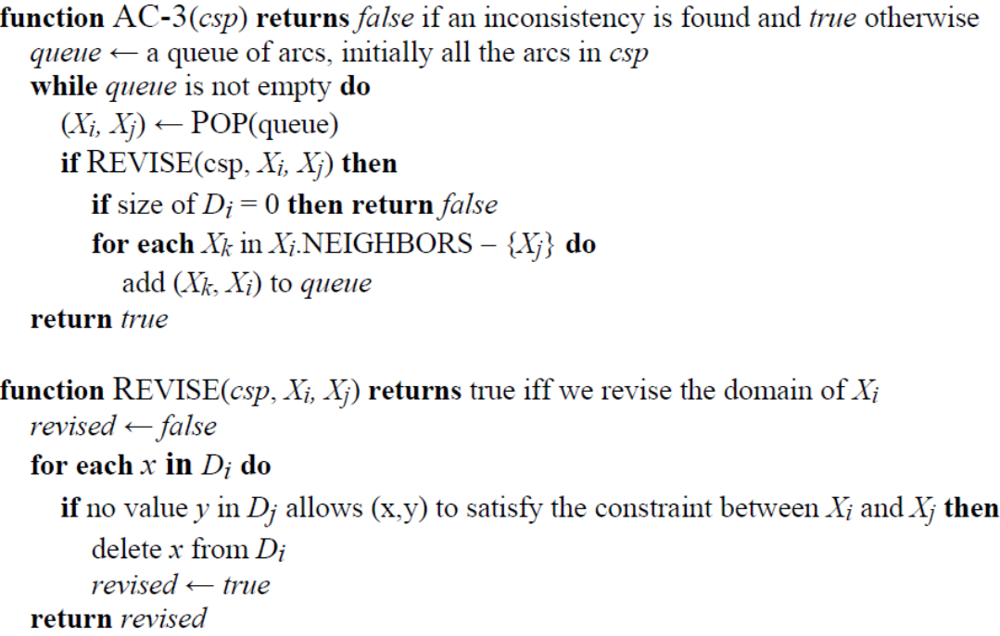 function AC-3(csp) returns false if an inconsistency is found and true otherwise
queue ← a queue of arcs, initially all the arcs in csp
while queue is not empty do
(Xi, Xj) ← POP(queue)
if REVISE(csp, Xi, Xj) then
if size of Di = 0 then return false
for each Xk in Xi.NEIGHBORS – {Xj} do
add (Xk, Xi) to queue
return true
function REVISE(csp, Xi, Xj) returns true iff we revise the domain of Xi
revised ← false
for each x in Di do
if no value y in Dj allows (x,y) to satisfy the constraint between Xi and Xj then
delete x from Di
revised ← true
return revised